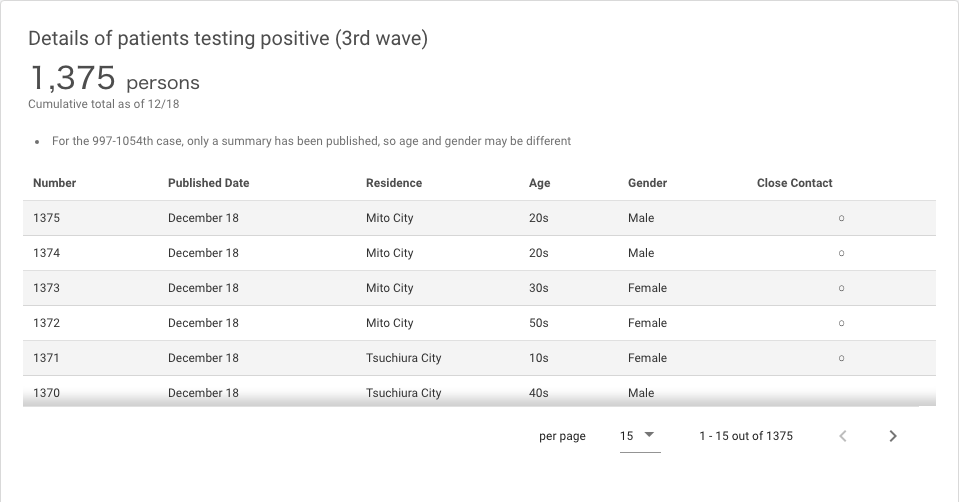 Details of patients testing positive (3rd wave)
1,375 persons
Cumulative total as of 12/18
• For the 997-1054th case, only a summary has been published, so age and gender may be different
Number Published Date Residence Age Gender Close Contact
1375 December 18 Mito City 20s Male ○
1374 December 18 Mito City 20s Male ○
1373 December 18 Mito City 30s Female ○
1372 December 18 Mito City 50s Female ○
1371 December 18 Tsuchiura City 10s Female ○
1370 December 18 Tsuchiura City 40s Male
per page 15 1 - 15 out of 1375